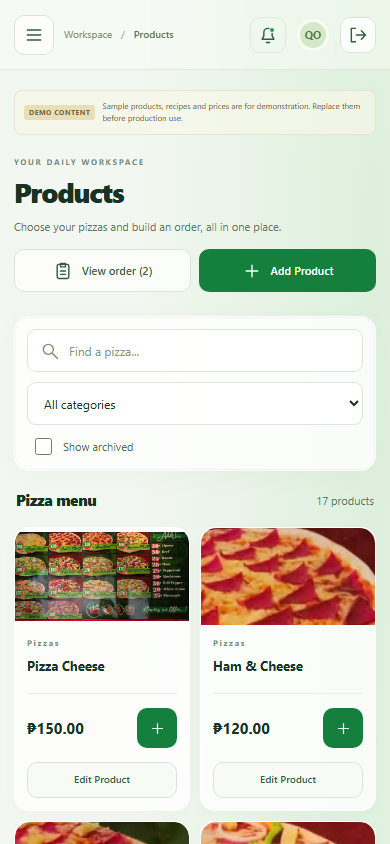 Workspace / Products
QO
DEMO CONTENT
Sample products, recipes and prices are for demonstration. Replace them
before production use.
YOUR DAILY WORKSPACE
Products
Choose your pizzas and build an order, all in one place.
View order (2)
Add Product
Find a pizza...
All categories
Show archived
Pizza menu
17 products
Pizzas
Pizza Cheese
₱150.00
Edit Product
Pizzas
Ham & Cheese
₱120.00
Edit Product